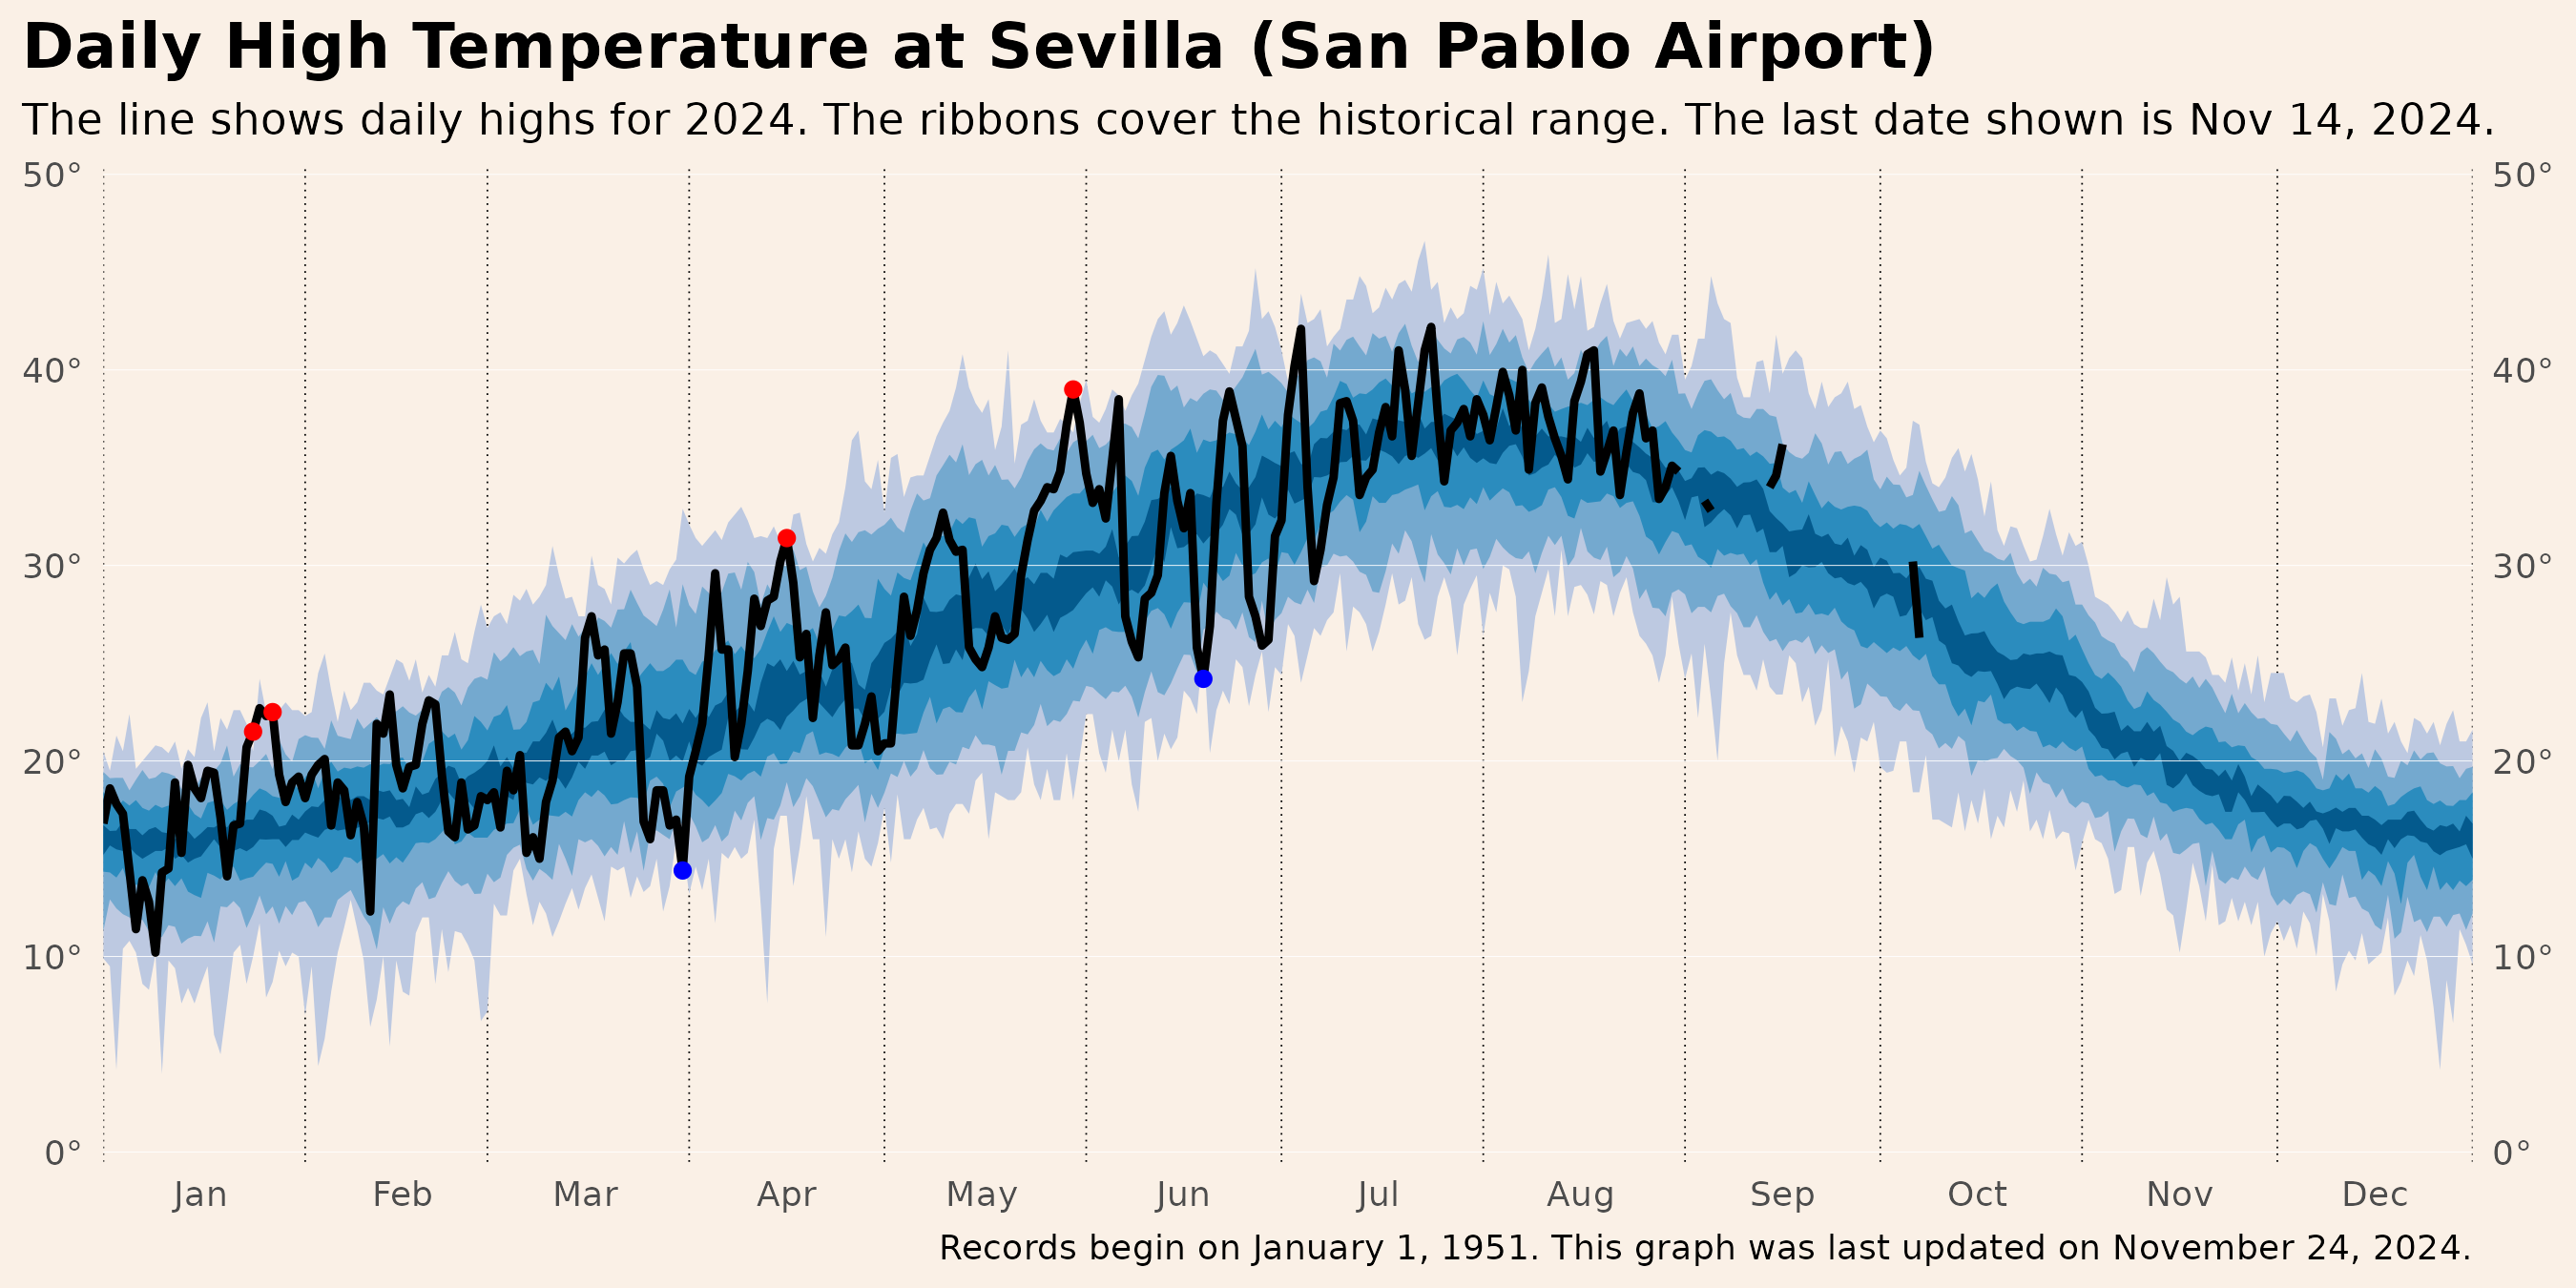 Daily High Temperature at Sevilla (San Pablo Airport)
The line shows daily highs for 2024. The ribbons cover the historical range. The last date shown is Nov 14, 2024.
50° 50°
40° 40°
30° 30°
20° 20°
10° 10°
0° 0°
Jan Feb Mar Apr May Jun Jul Aug Sep Oct Nov Dec
Records begin on January 1, 1951. This graph was last updated on November 24, 2024.